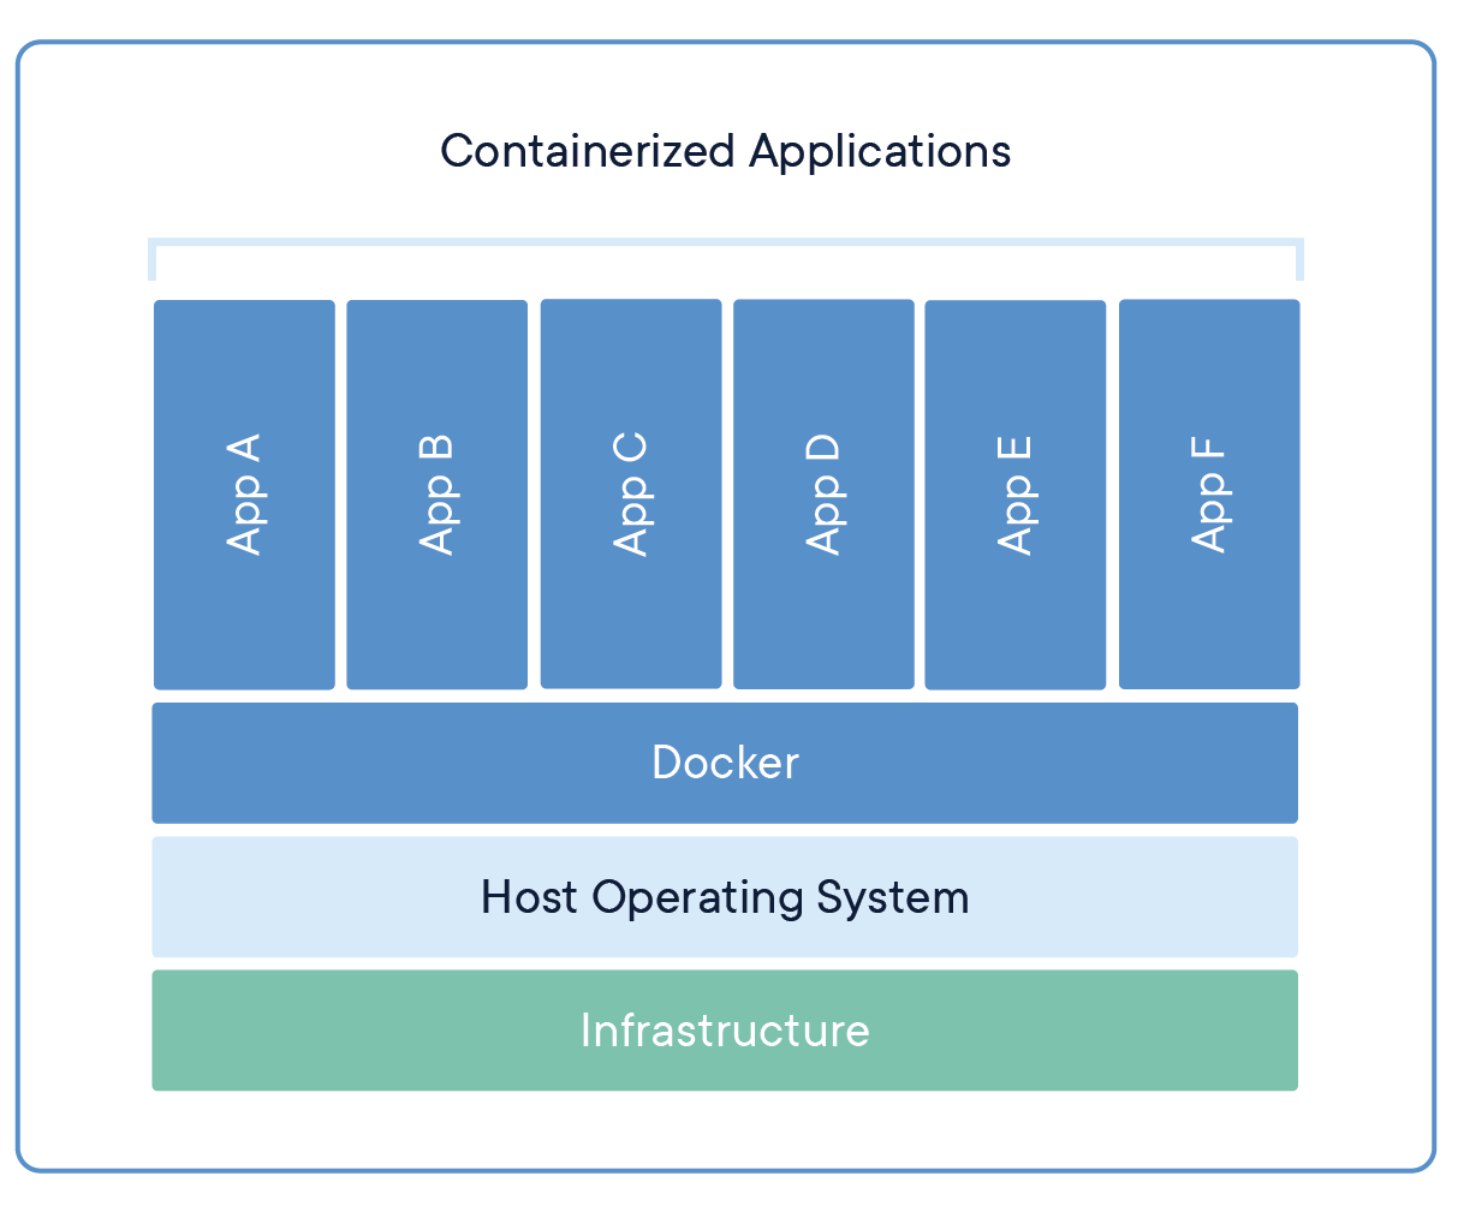 Containerized Applications
App A
App B
App C
App D
App E
App F
Docker
Host Operating System
Infrastructure